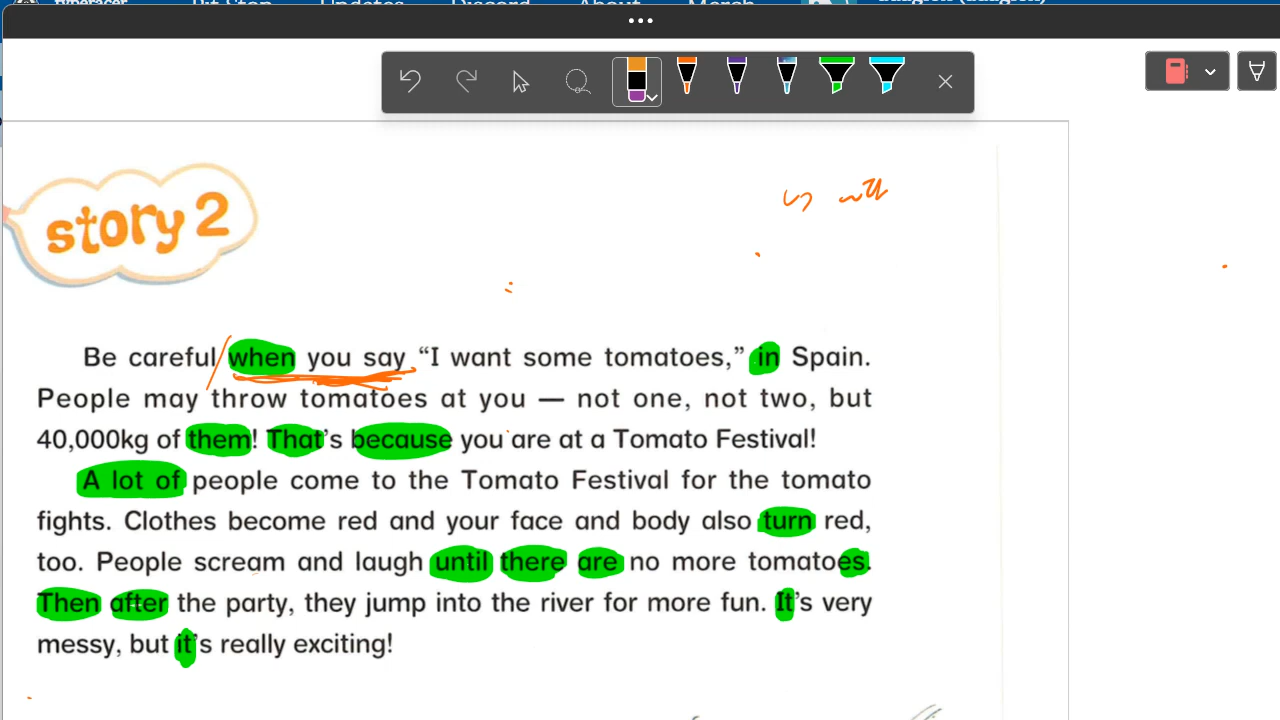 story 2
Be careful when you say “I want some tomatoes,” in Spain.
People may throw tomatoes at you — not one, not two, but
40,000kg of them! That’s because you are at a Tomato Festival!
A lot of people come to the Tomato Festival for the tomato
fights. Clothes become red and your face and body also turn red,
too. People scream and laugh until there are no more tomatoes.
Then after the party, they jump into the river for more fun. It’s very
messy, but it’s really exciting!